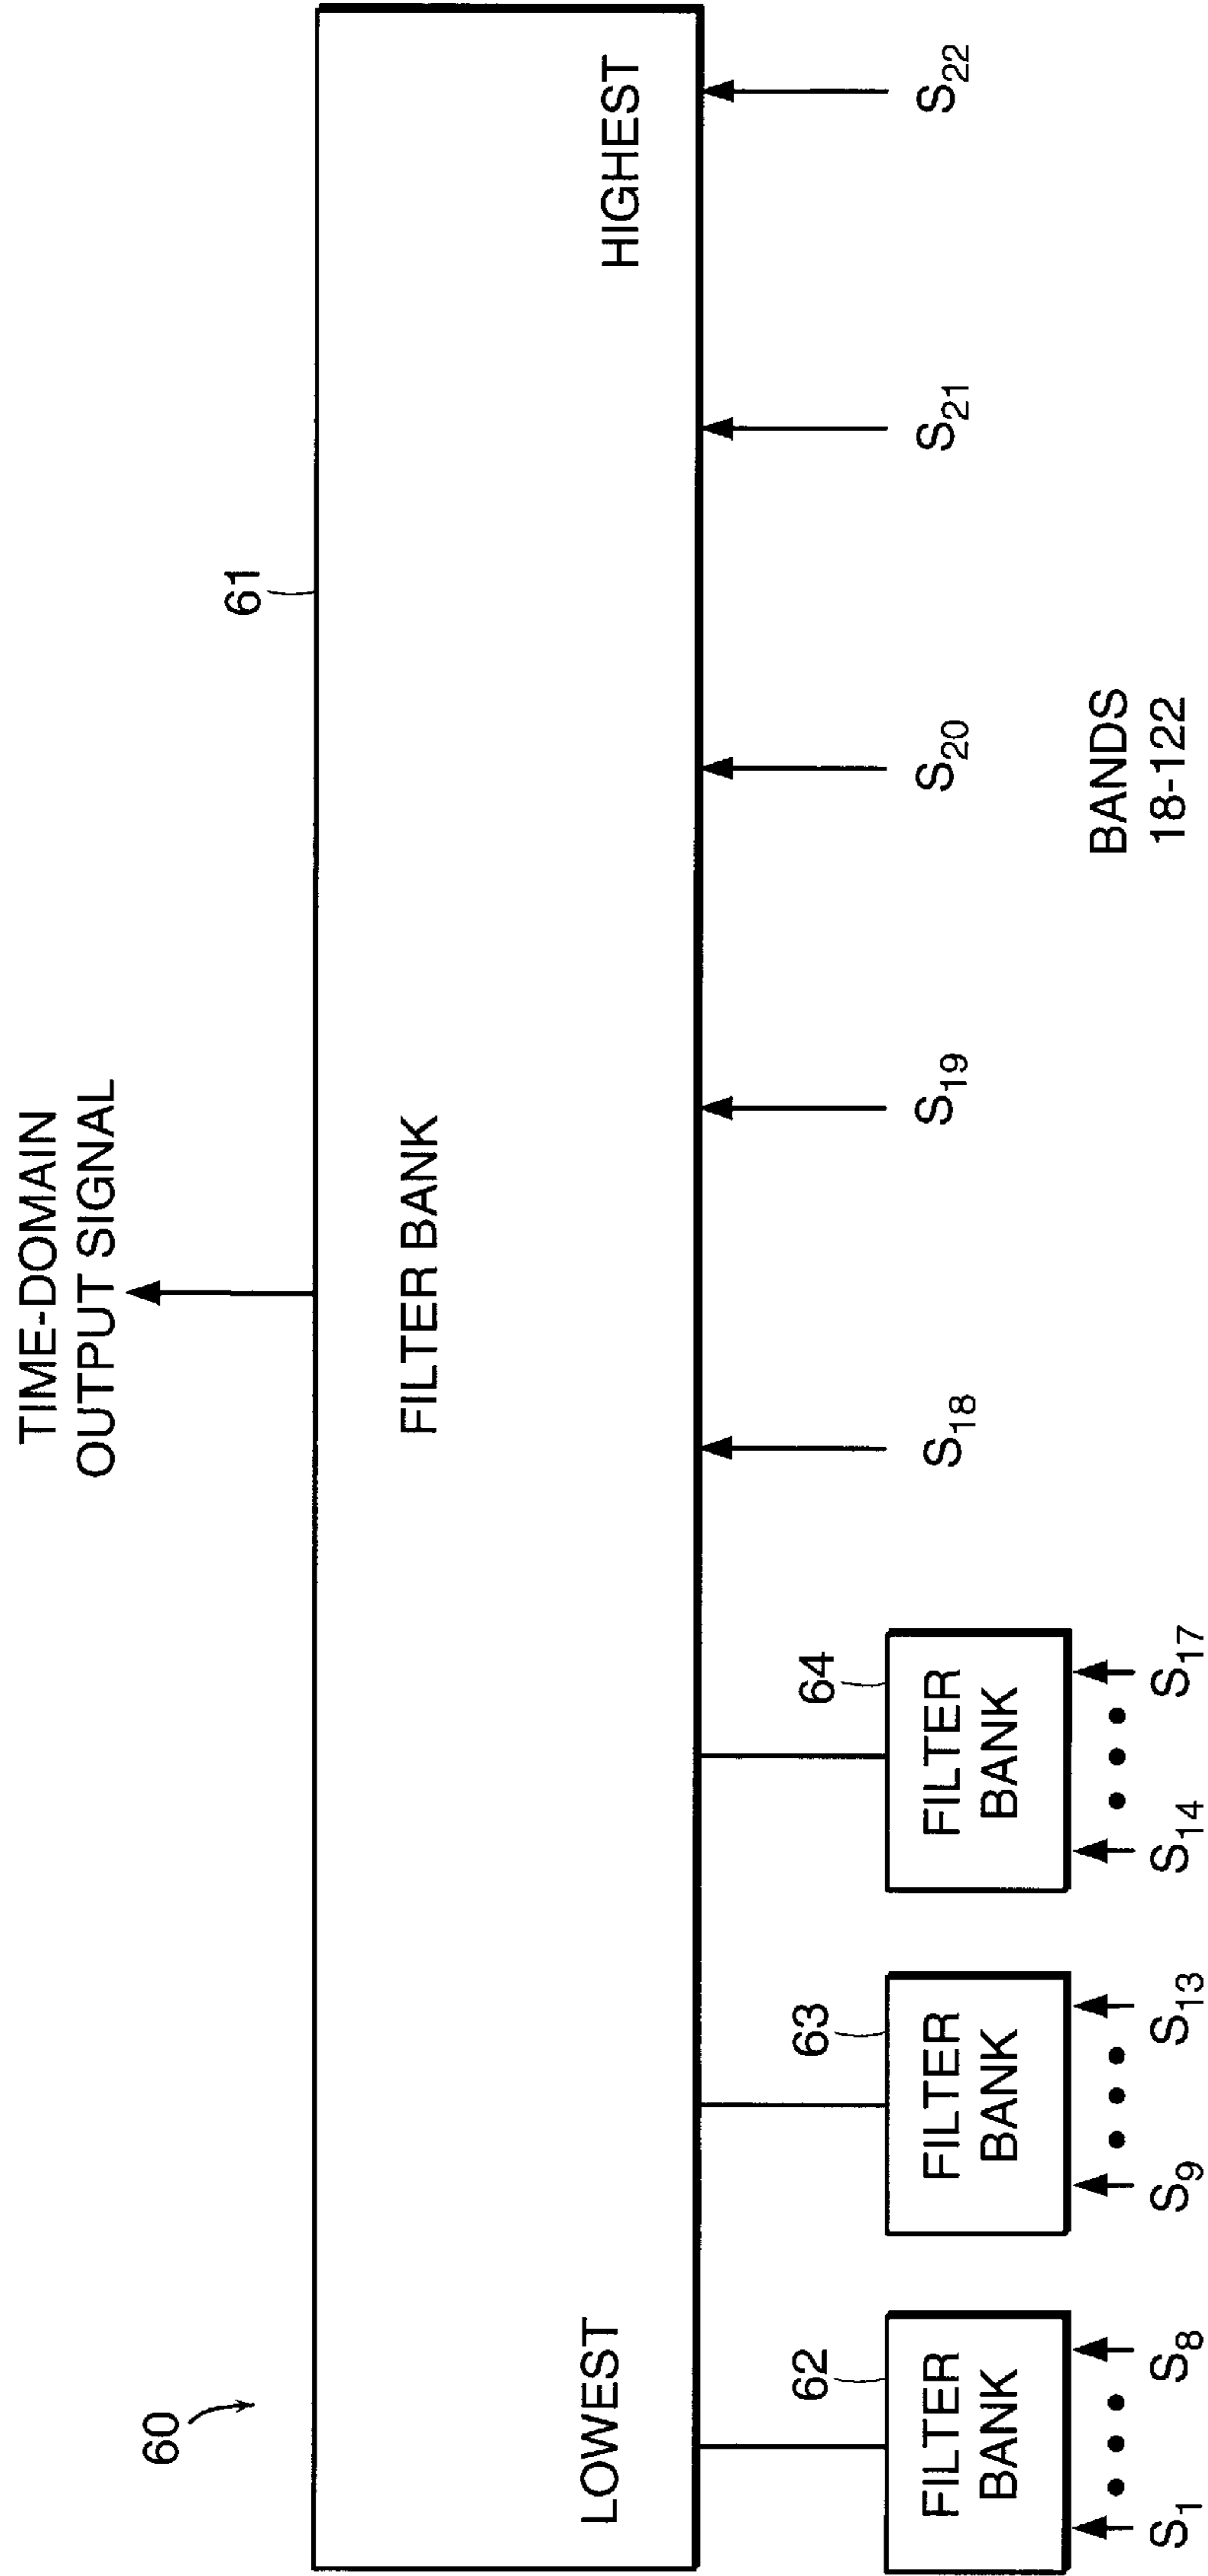 TIME-DOMAIN
OUTPUT SIGNAL
60
61
FILTER BANK
LOWEST
HIGHEST
62
63
64
FILTER
BANK
FILTER
BANK
FILTER
BANK
S18
S19
S20
S21
S22
S1
S8
S9
S13
S14
S17
BANDS
18-122